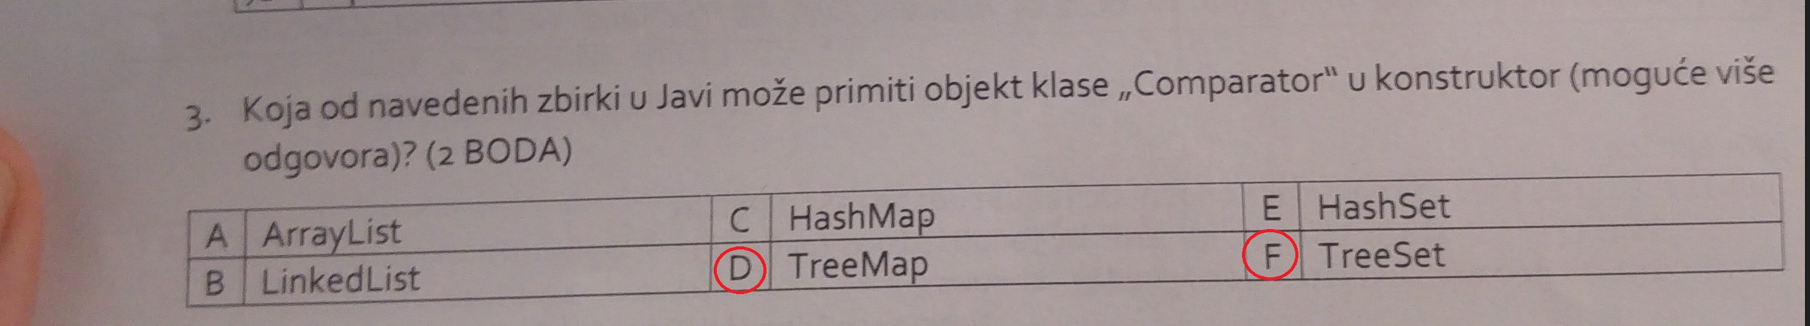 3. Koja od navedenih zbirki u Javi može primiti objekt klase „Comparator“ u konstruktor (moguće više
odgovora)? (2 BODA)
A ArrayList C HashMap E HashSet
B LinkedList D TreeMap F TreeSet